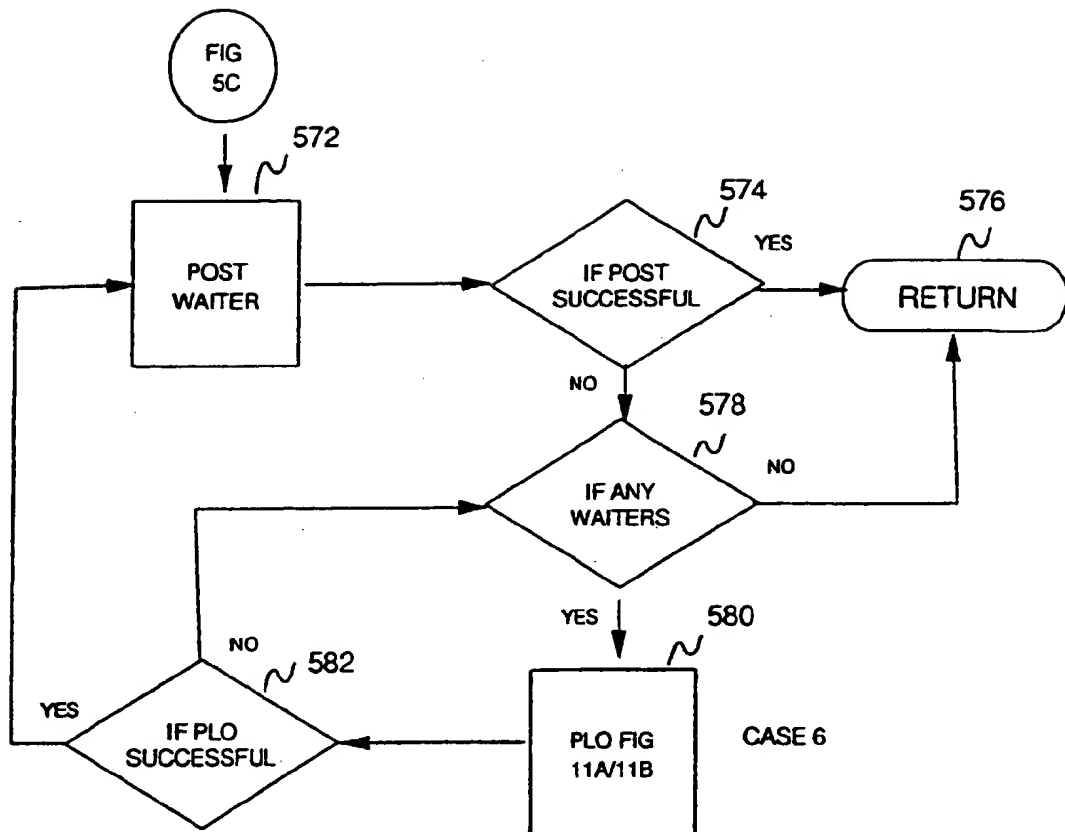 FIG
5C
572
POST
WAITER
574
IF POST
SUCCESSFUL
YES
576
RETURN
NO
578
IF ANY
WAITERS
NO
YES
580
PLO FIG
11A/11B
CASE 6
NO
582
YES
IF PLO
SUCCESSFUL